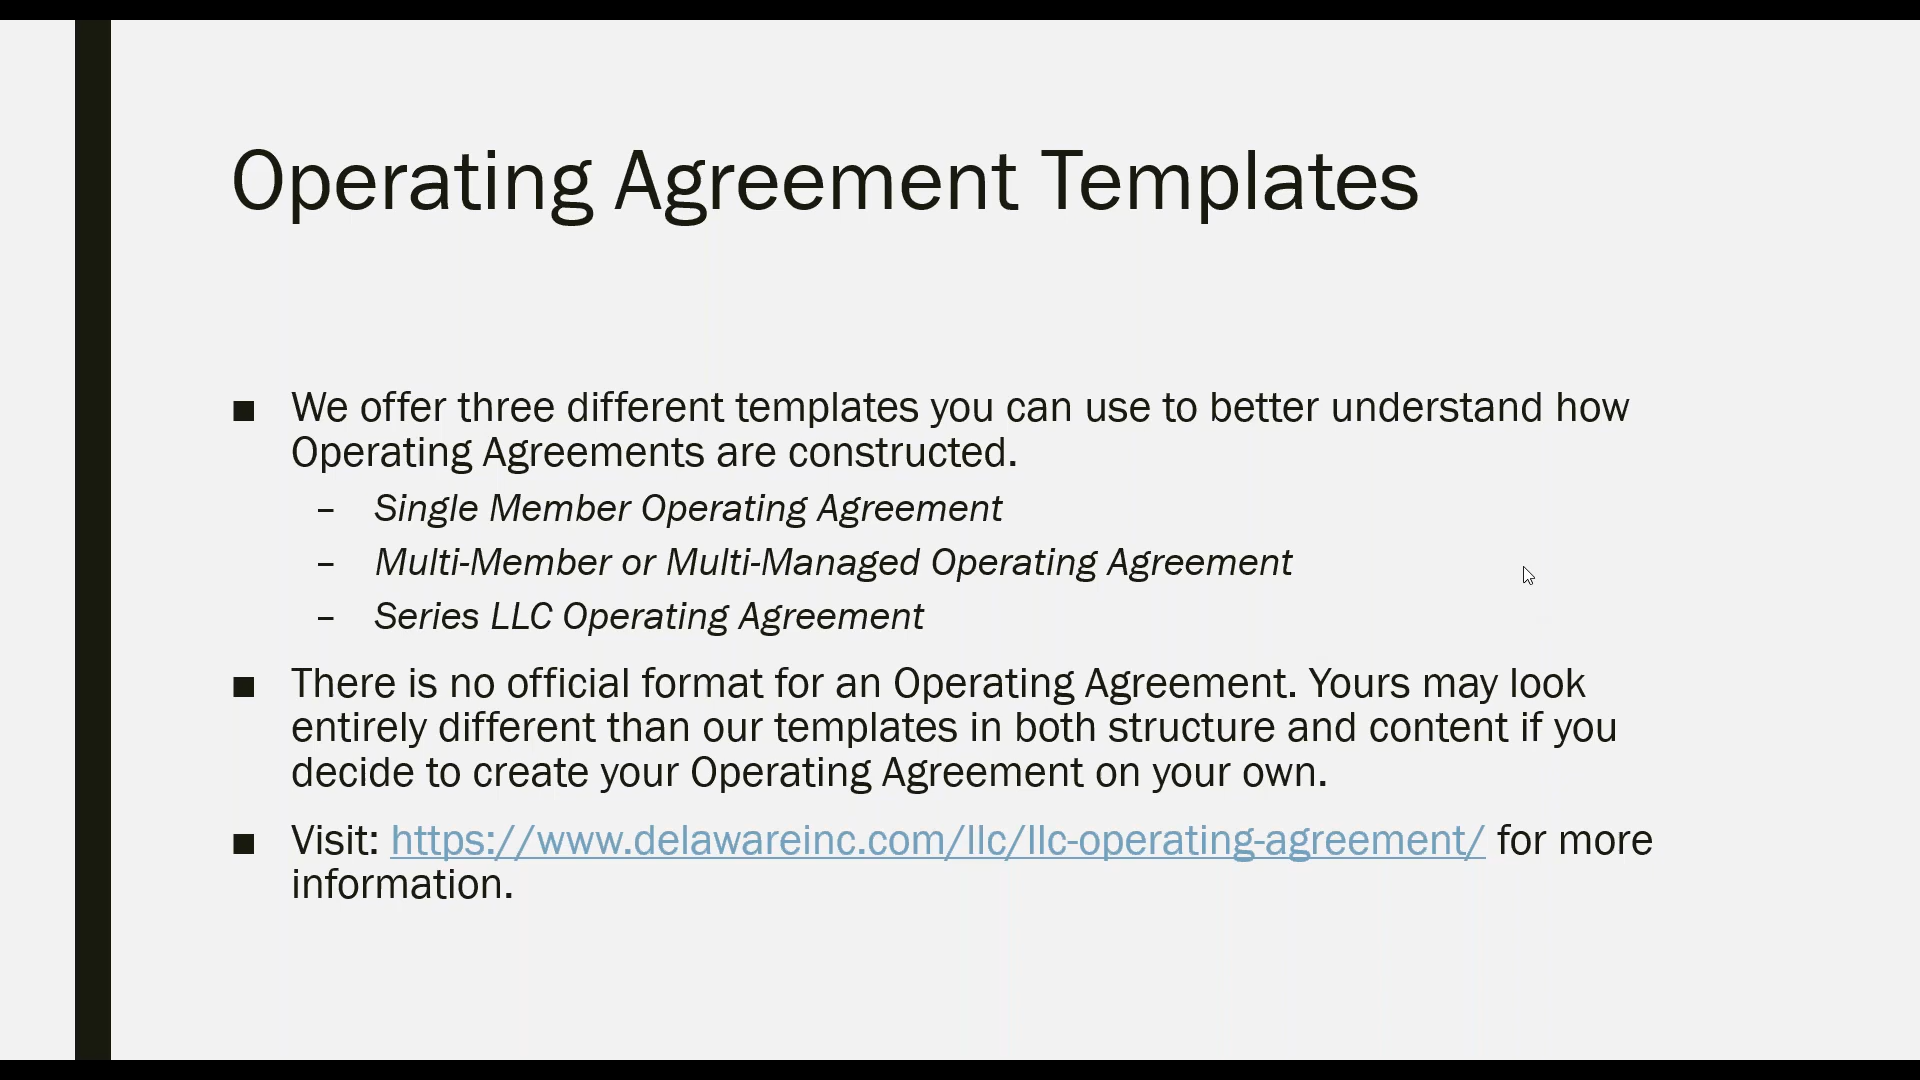 Operating Agreement Templates
■ We offer three different templates you can use to better understand how
Operating Agreements are constructed.
– Single Member Operating Agreement
– Multi-Member or Multi-Managed Operating Agreement
– Series LLC Operating Agreement
■ There is no official format for an Operating Agreement. Yours may look
entirely different than our templates in both structure and content if you
decide to create your Operating Agreement on your own.
■ Visit: https://www.delawareinc.com/llc/llc-operating-agreement/ for more
information.